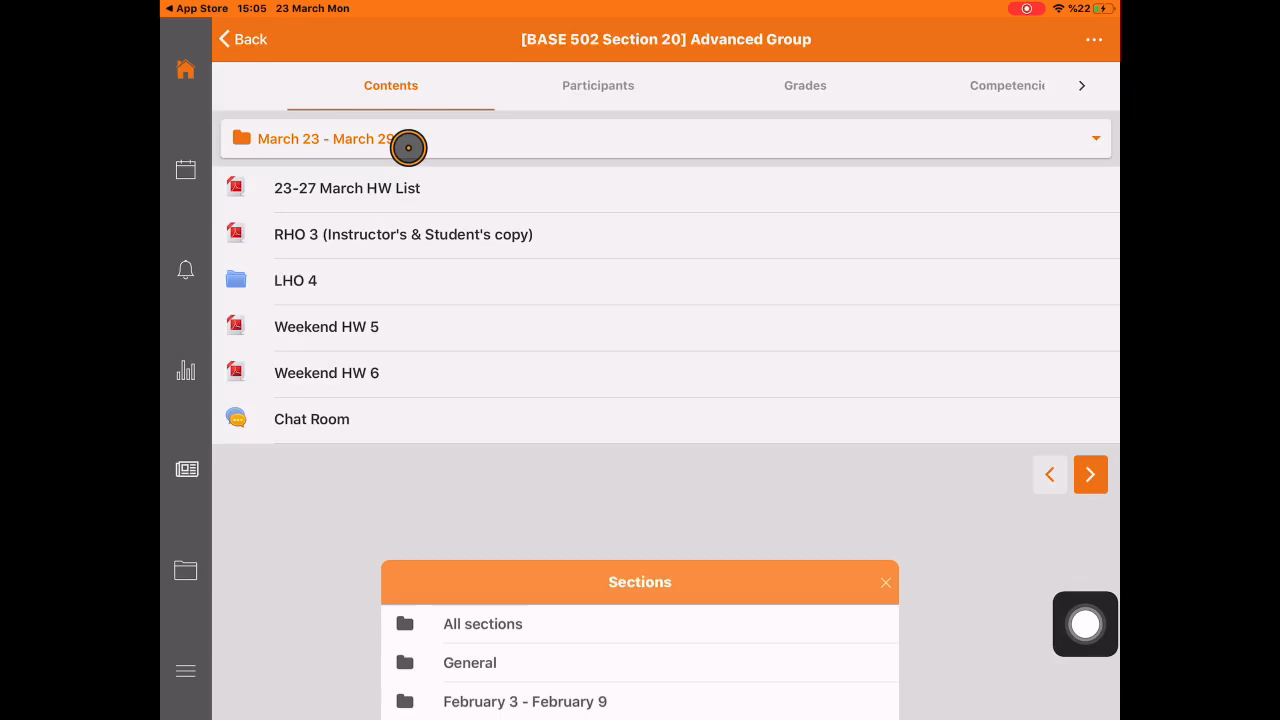 App Store 15:05 23 March Mon %22
Back [BASE 502 Section 20] Advanced Group
Contents Participants Grades Competencie
March 23 - March 29
23-27 March HW List
RHO 3 (Instructor's & Student's copy)
LHO 4
Weekend HW 5
Weekend HW 6
Chat Room
Sections
All sections
General
February 3 - February 9